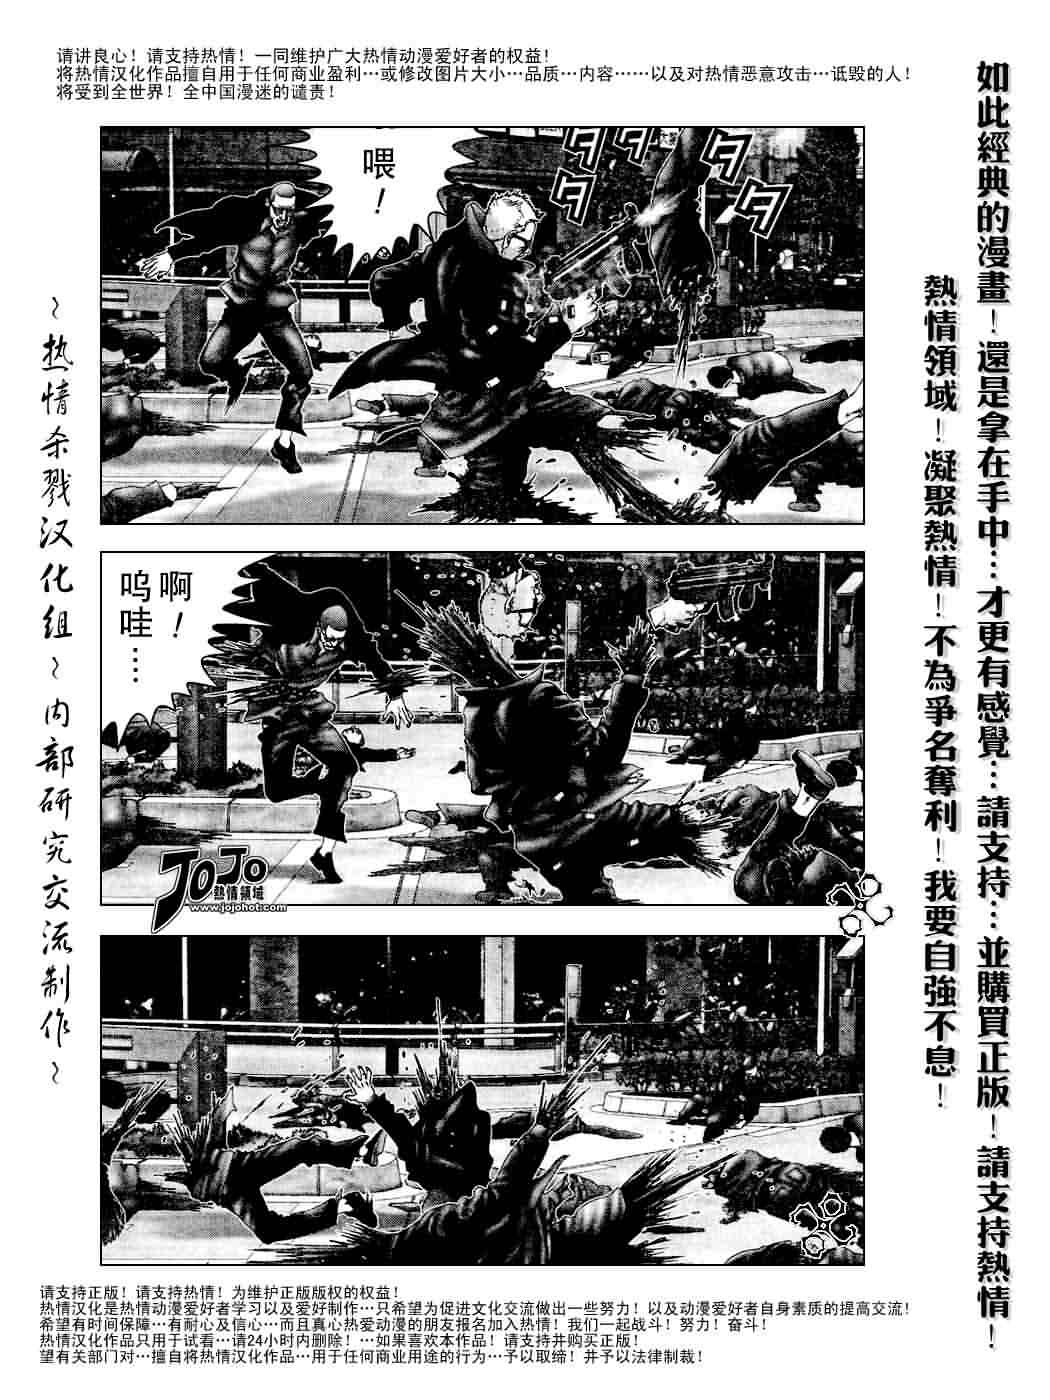 请讲良心！请支持热情！一同维护广大热情动漫爱好者的权益！
将热情汉化作品擅自用于任何商业盈利…或修改图片大小…品质…内容……以及对热情恶意攻击…诋毁的人！
将受到全世界！全中国漫迷的谴责！
如此經典的漫畫！還是拿在手中…才更有感覺…請支持…並購買正版！請支持熱情！
熱情領域！凝聚熱情！不為爭名奪利！我要自強不息！
～热情杀戮汉化组～内部研究交流制作～
喂！
タタタタ
啊！
呜哇……
JOJO
熱情領域
www.jojohot.com
请支持正版！请支持热情！为维护正版版权的权益！
热情汉化是热情动漫爱好者学习以及爱好制作…只希望为促进文化交流做出一些努力！以及动漫爱好者自身素质的提高交流！
希望有时间保障…有耐心及信心…而且真心热爱动漫的朋友报名加入热情！我们一起战斗！努力！奋斗！
热情汉化作品只用于试看…请24小时内删除！…如果喜欢本作品！请支持并购买正版！
望有关部门对…擅自将热情汉化作品…用于任何商业用途的行为…予以取缔！并予以法律制裁！